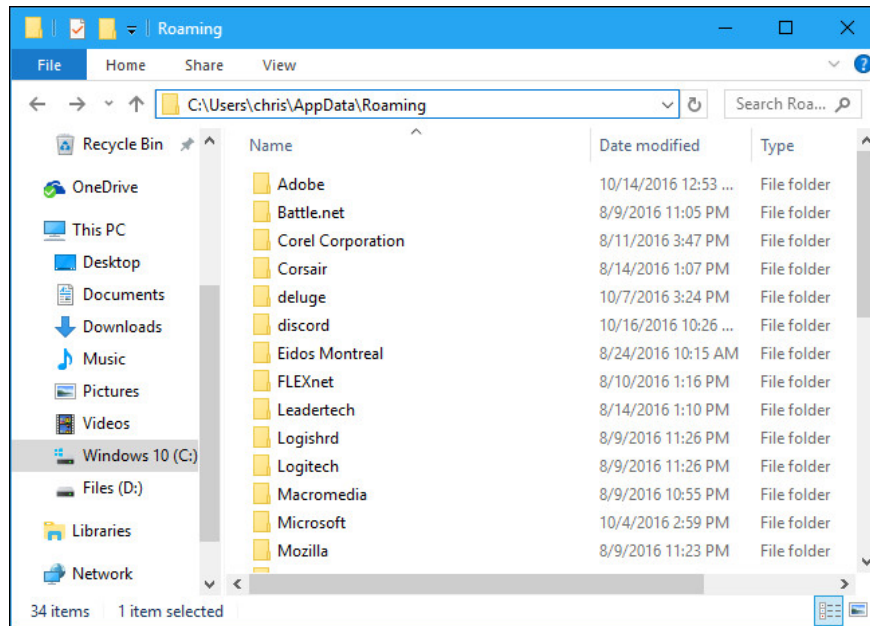 Roaming
File Home Share View
C:\Users\chris\AppData\Roaming Search Roa...
Recycle Bin
OneDrive
This PC
Desktop
Documents
Downloads
Music
Pictures
Videos
Windows 10 (C:)
Files (D:)
Libraries
Network
Name Date modified Type
Adobe 10/14/2016 12:53 ... File folder
Battle.net 8/9/2016 11:05 PM File folder
Corel Corporation 8/11/2016 3:47 PM File folder
Corsair 8/14/2016 1:07 PM File folder
deluge 10/7/2016 3:24 PM File folder
discord 10/16/2016 10:26 ... File folder
Eidos Montreal 8/24/2016 10:15 AM File folder
FLEXnet 8/10/2016 1:16 PM File folder
Leadertech 8/14/2016 1:10 PM File folder
Logishrd 8/9/2016 11:26 PM File folder
Logitech 8/9/2016 11:26 PM File folder
Macromedia 8/9/2016 10:55 PM File folder
Microsoft 10/4/2016 2:59 PM File folder
Mozilla 8/9/2016 11:23 PM File folder
34 items 1 item selected